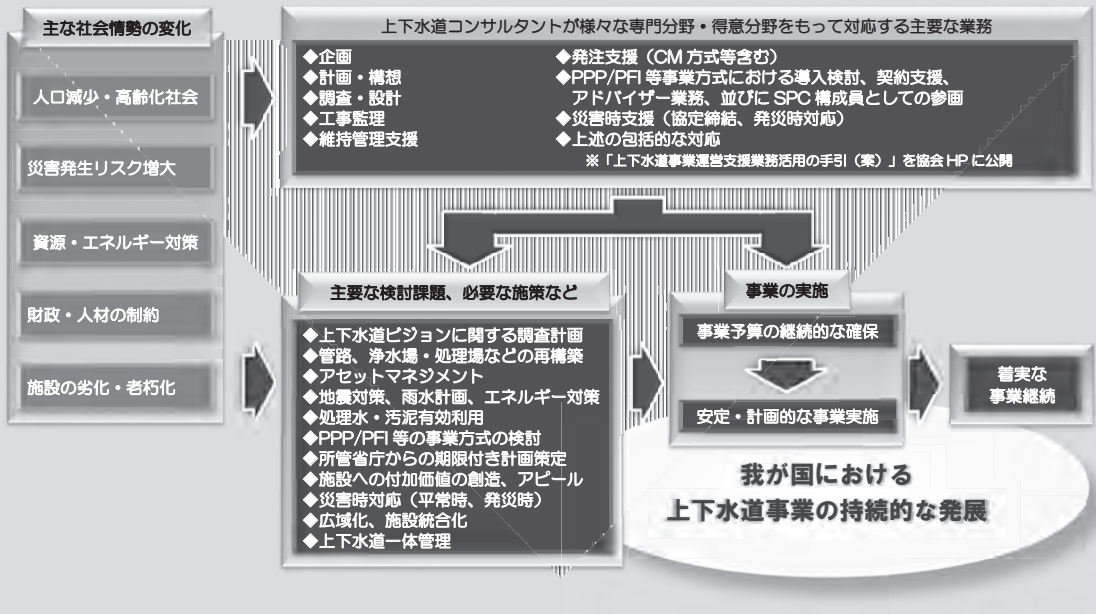 主な社会情勢の変化
人口減少・高齢化社会
災害発生リスク増大
資源・エネルギー対策
財政・人材の制約
施設の劣化・老朽化
上下水道コンサルタントが様々な専門分野・得意分野をもって対応する主要な業務
◆企画
◆計画・構想
◆調査・設計
◆工事監理
◆維持管理支援
◆発注支援（CM方式等含む）
◆PPP/PFI等事業方式における導入検討、契約支援、
アドバイザー業務、並びにSPC構成員としての参画
◆災害時支援（協定締結、発災時対応）
◆上述の包括的な対応
※「上下水道事業運営支援業務活用の手引（案）」を協会HPに公開
主要な検討課題、必要な施策など
◆上下水道ビジョンに関する調査計画
◆管路、浄水場・処理場などの再構築
◆アセットマネジメント
◆地震対策、雨水計画、エネルギー対策
◆処理水・汚泥有効利用
◆PPP/PFI等の事業方式の検討
◆所管省庁からの期限付き計画策定
◆施設への付加価値の創造、アピール
◆災害時対応（平常時、発災時）
◆広域化、施設統合化
◆上下水道一体管理
事業の実施
事業予算の継続的な確保
安定・計画的な事業実施
着実な
事業継続
我が国における
上下水道事業の持続的な発展